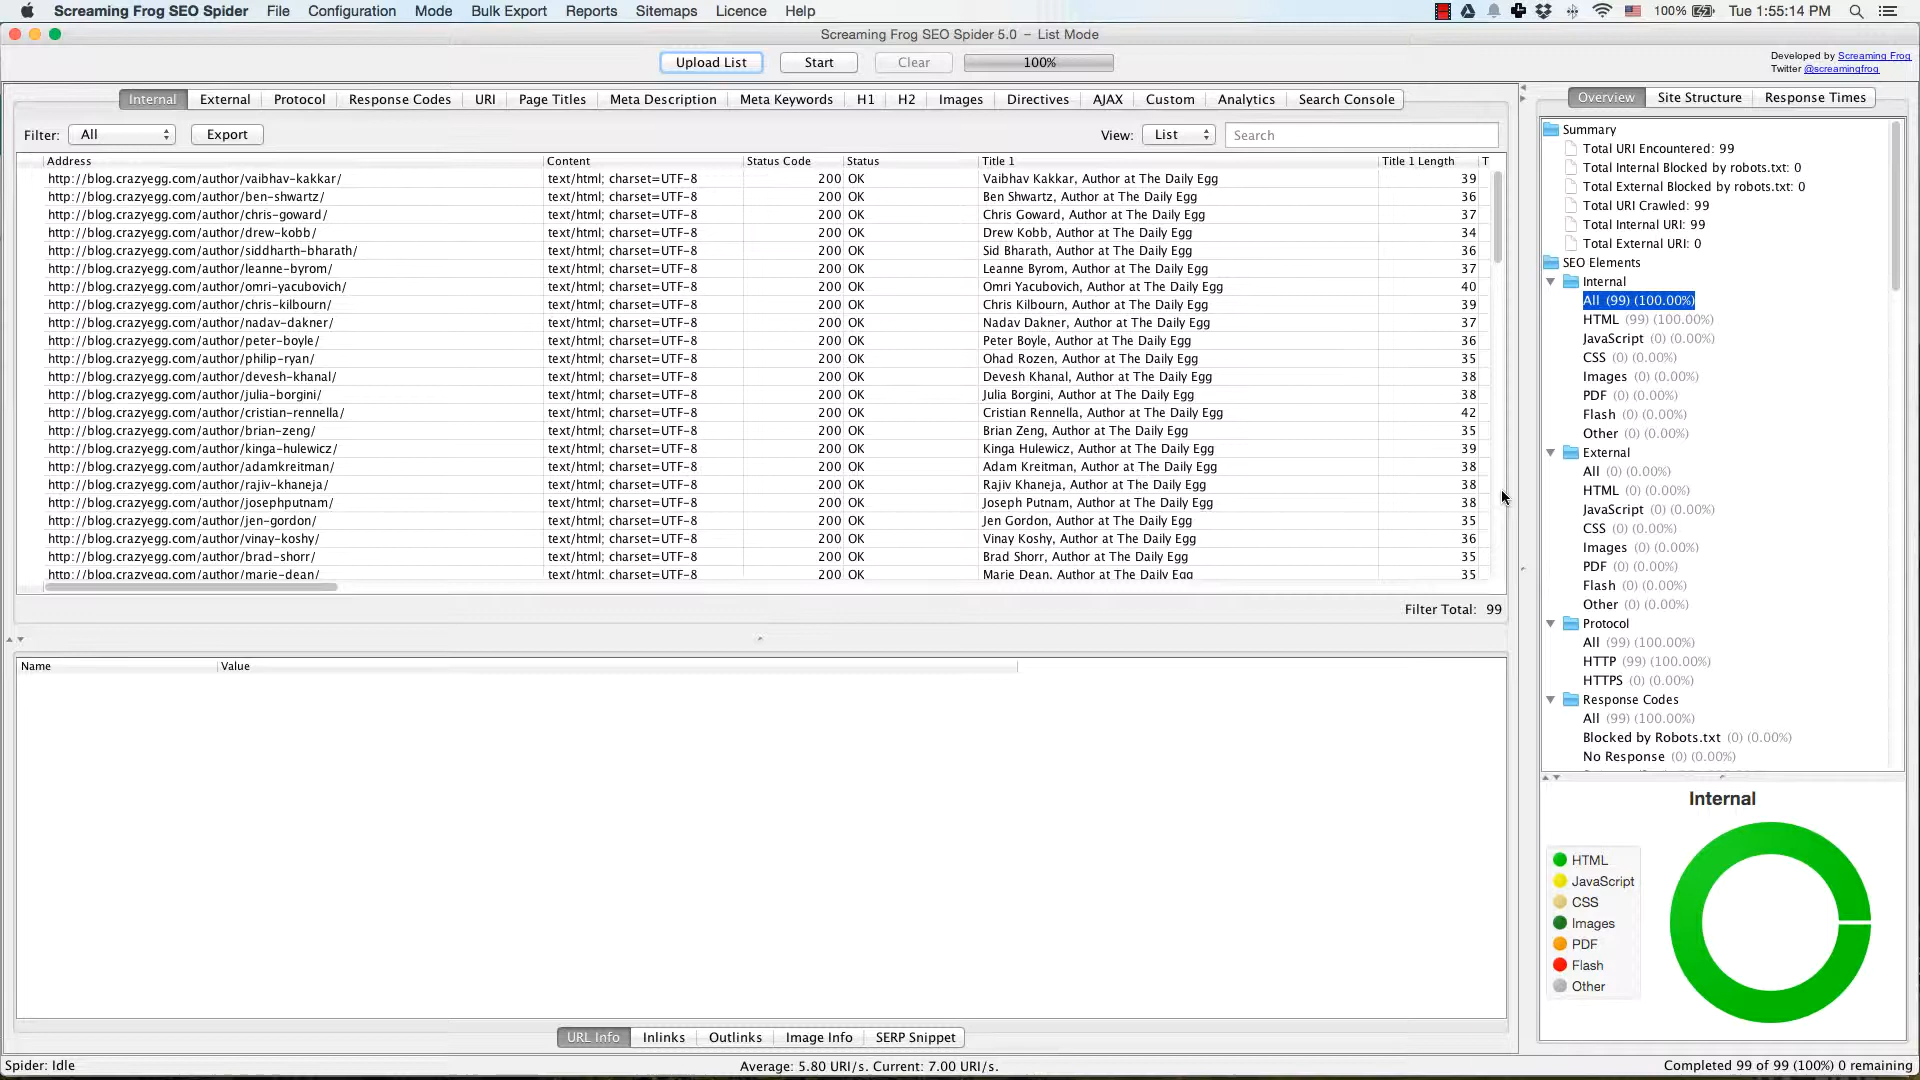 Screaming Frog SEO Spider File Configuration Mode Bulk Export Reports Sitemaps Licence Help 100% Tue 1:55:14 PM
Screaming Frog SEO Spider 5.0 – List Mode
Upload List Start Clear 100%
Developed by Screaming Frog
Twitter @screamingfrog
Internal External Protocol Response Codes URI Page Titles Meta Description Meta Keywords H1 H2 Images Directives AJAX Custom Analytics Search Console
Filter: All Export View: List Search
Address Content Status Code Status Title 1 Title 1 Length T
http://blog.crazyegg.com/author/vaibhav-kakkar/ text/html; charset=UTF-8 200 OK Vaibhav Kakkar, Author at The Daily Egg 39
http://blog.crazyegg.com/author/ben-shwartz/ text/html; charset=UTF-8 200 OK Ben Shwartz, Author at The Daily Egg 36
http://blog.crazyegg.com/author/chris-goward/ text/html; charset=UTF-8 200 OK Chris Goward, Author at The Daily Egg 37
http://blog.crazyegg.com/author/drew-kobb/ text/html; charset=UTF-8 200 OK Drew Kobb, Author at The Daily Egg 34
http://blog.crazyegg.com/author/siddharth-bharath/ text/html; charset=UTF-8 200 OK Sid Bharath, Author at The Daily Egg 36
http://blog.crazyegg.com/author/leanne-byrom/ text/html; charset=UTF-8 200 OK Leanne Byrom, Author at The Daily Egg 37
http://blog.crazyegg.com/author/omri-yacubovich/ text/html; charset=UTF-8 200 OK Omri Yacubovich, Author at The Daily Egg 40
http://blog.crazyegg.com/author/chris-kilbourn/ text/html; charset=UTF-8 200 OK Chris Kilbourn, Author at The Daily Egg 39
http://blog.crazyegg.com/author/nadav-dakner/ text/html; charset=UTF-8 200 OK Nadav Dakner, Author at The Daily Egg 37
http://blog.crazyegg.com/author/peter-boyle/ text/html; charset=UTF-8 200 OK Peter Boyle, Author at The Daily Egg 36
http://blog.crazyegg.com/author/philip-ryan/ text/html; charset=UTF-8 200 OK Ohad Rozen, Author at The Daily Egg 35
http://blog.crazyegg.com/author/devesh-khanal/ text/html; charset=UTF-8 200 OK Devesh Khanal, Author at The Daily Egg 38
http://blog.crazyegg.com/author/julia-borgini/ text/html; charset=UTF-8 200 OK Julia Borgini, Author at The Daily Egg 38
http://blog.crazyegg.com/author/cristian-rennella/ text/html; charset=UTF-8 200 OK Cristian Rennella, Author at The Daily Egg 42
http://blog.crazyegg.com/author/brian-zeng/ text/html; charset=UTF-8 200 OK Brian Zeng, Author at The Daily Egg 35
http://blog.crazyegg.com/author/kinga-hulewicz/ text/html; charset=UTF-8 200 OK Kinga Hulewicz, Author at The Daily Egg 39
http://blog.crazyegg.com/author/adamkreitman/ text/html; charset=UTF-8 200 OK Adam Kreitman, Author at The Daily Egg 38
http://blog.crazyegg.com/author/rajiv-khaneja/ text/html; charset=UTF-8 200 OK Rajiv Khaneja, Author at The Daily Egg 38
http://blog.crazyegg.com/author/josephputnam/ text/html; charset=UTF-8 200 OK Joseph Putnam, Author at The Daily Egg 38
http://blog.crazyegg.com/author/jen-gordon/ text/html; charset=UTF-8 200 OK Jen Gordon, Author at The Daily Egg 35
http://blog.crazyegg.com/author/vinay-koshy/ text/html; charset=UTF-8 200 OK Vinay Koshy, Author at The Daily Egg 36
http://blog.crazyegg.com/author/brad-shorr/ text/html; charset=UTF-8 200 OK Brad Shorr, Author at The Daily Egg 35
http://blog.crazyegg.com/author/marie-dean/ text/html; charset=UTF-8 200 OK Marie Dean, Author at The Daily Egg 35
Filter Total: 99
Name Value
URL Info Inlinks Outlinks Image Info SERP Snippet
Overview Site Structure Response Times
Summary
Total URI Encountered: 99
Total Internal Blocked by robots.txt: 0
Total External Blocked by robots.txt: 0
Total URI Crawled: 99
Total Internal URI: 99
Total External URI: 0
SEO Elements
Internal
All (99) (100.00%)
HTML (99) (100.00%)
JavaScript (0) (0.00%)
CSS (0) (0.00%)
Images (0) (0.00%)
PDF (0) (0.00%)
Flash (0) (0.00%)
Other (0) (0.00%)
External
All (0) (0.00%)
HTML (0) (0.00%)
JavaScript (0) (0.00%)
CSS (0) (0.00%)
Images (0) (0.00%)
PDF (0) (0.00%)
Flash (0) (0.00%)
Other (0) (0.00%)
Protocol
All (99) (100.00%)
HTTP (99) (100.00%)
HTTPS (0) (0.00%)
Response Codes
All (99) (100.00%)
Blocked by Robots.txt (0) (0.00%)
No Response (0) (0.00%)
Internal
HTML
JavaScript
CSS
Images
PDF
Flash
Other
Spider: Idle Average: 5.80 URI/s. Current: 7.00 URI/s. Completed 99 of 99 (100%) 0 remaining